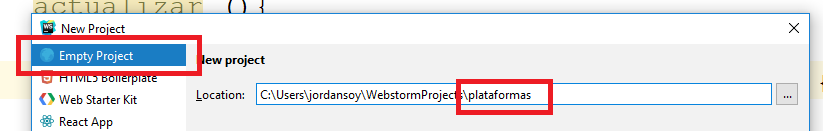 actualizar (){
New Project
Empty Project
New project
HTML5 Boilerplate
Location: C:\Users\jordansoy\WebstormProjects\plataformas ...
Web Starter Kit
React App